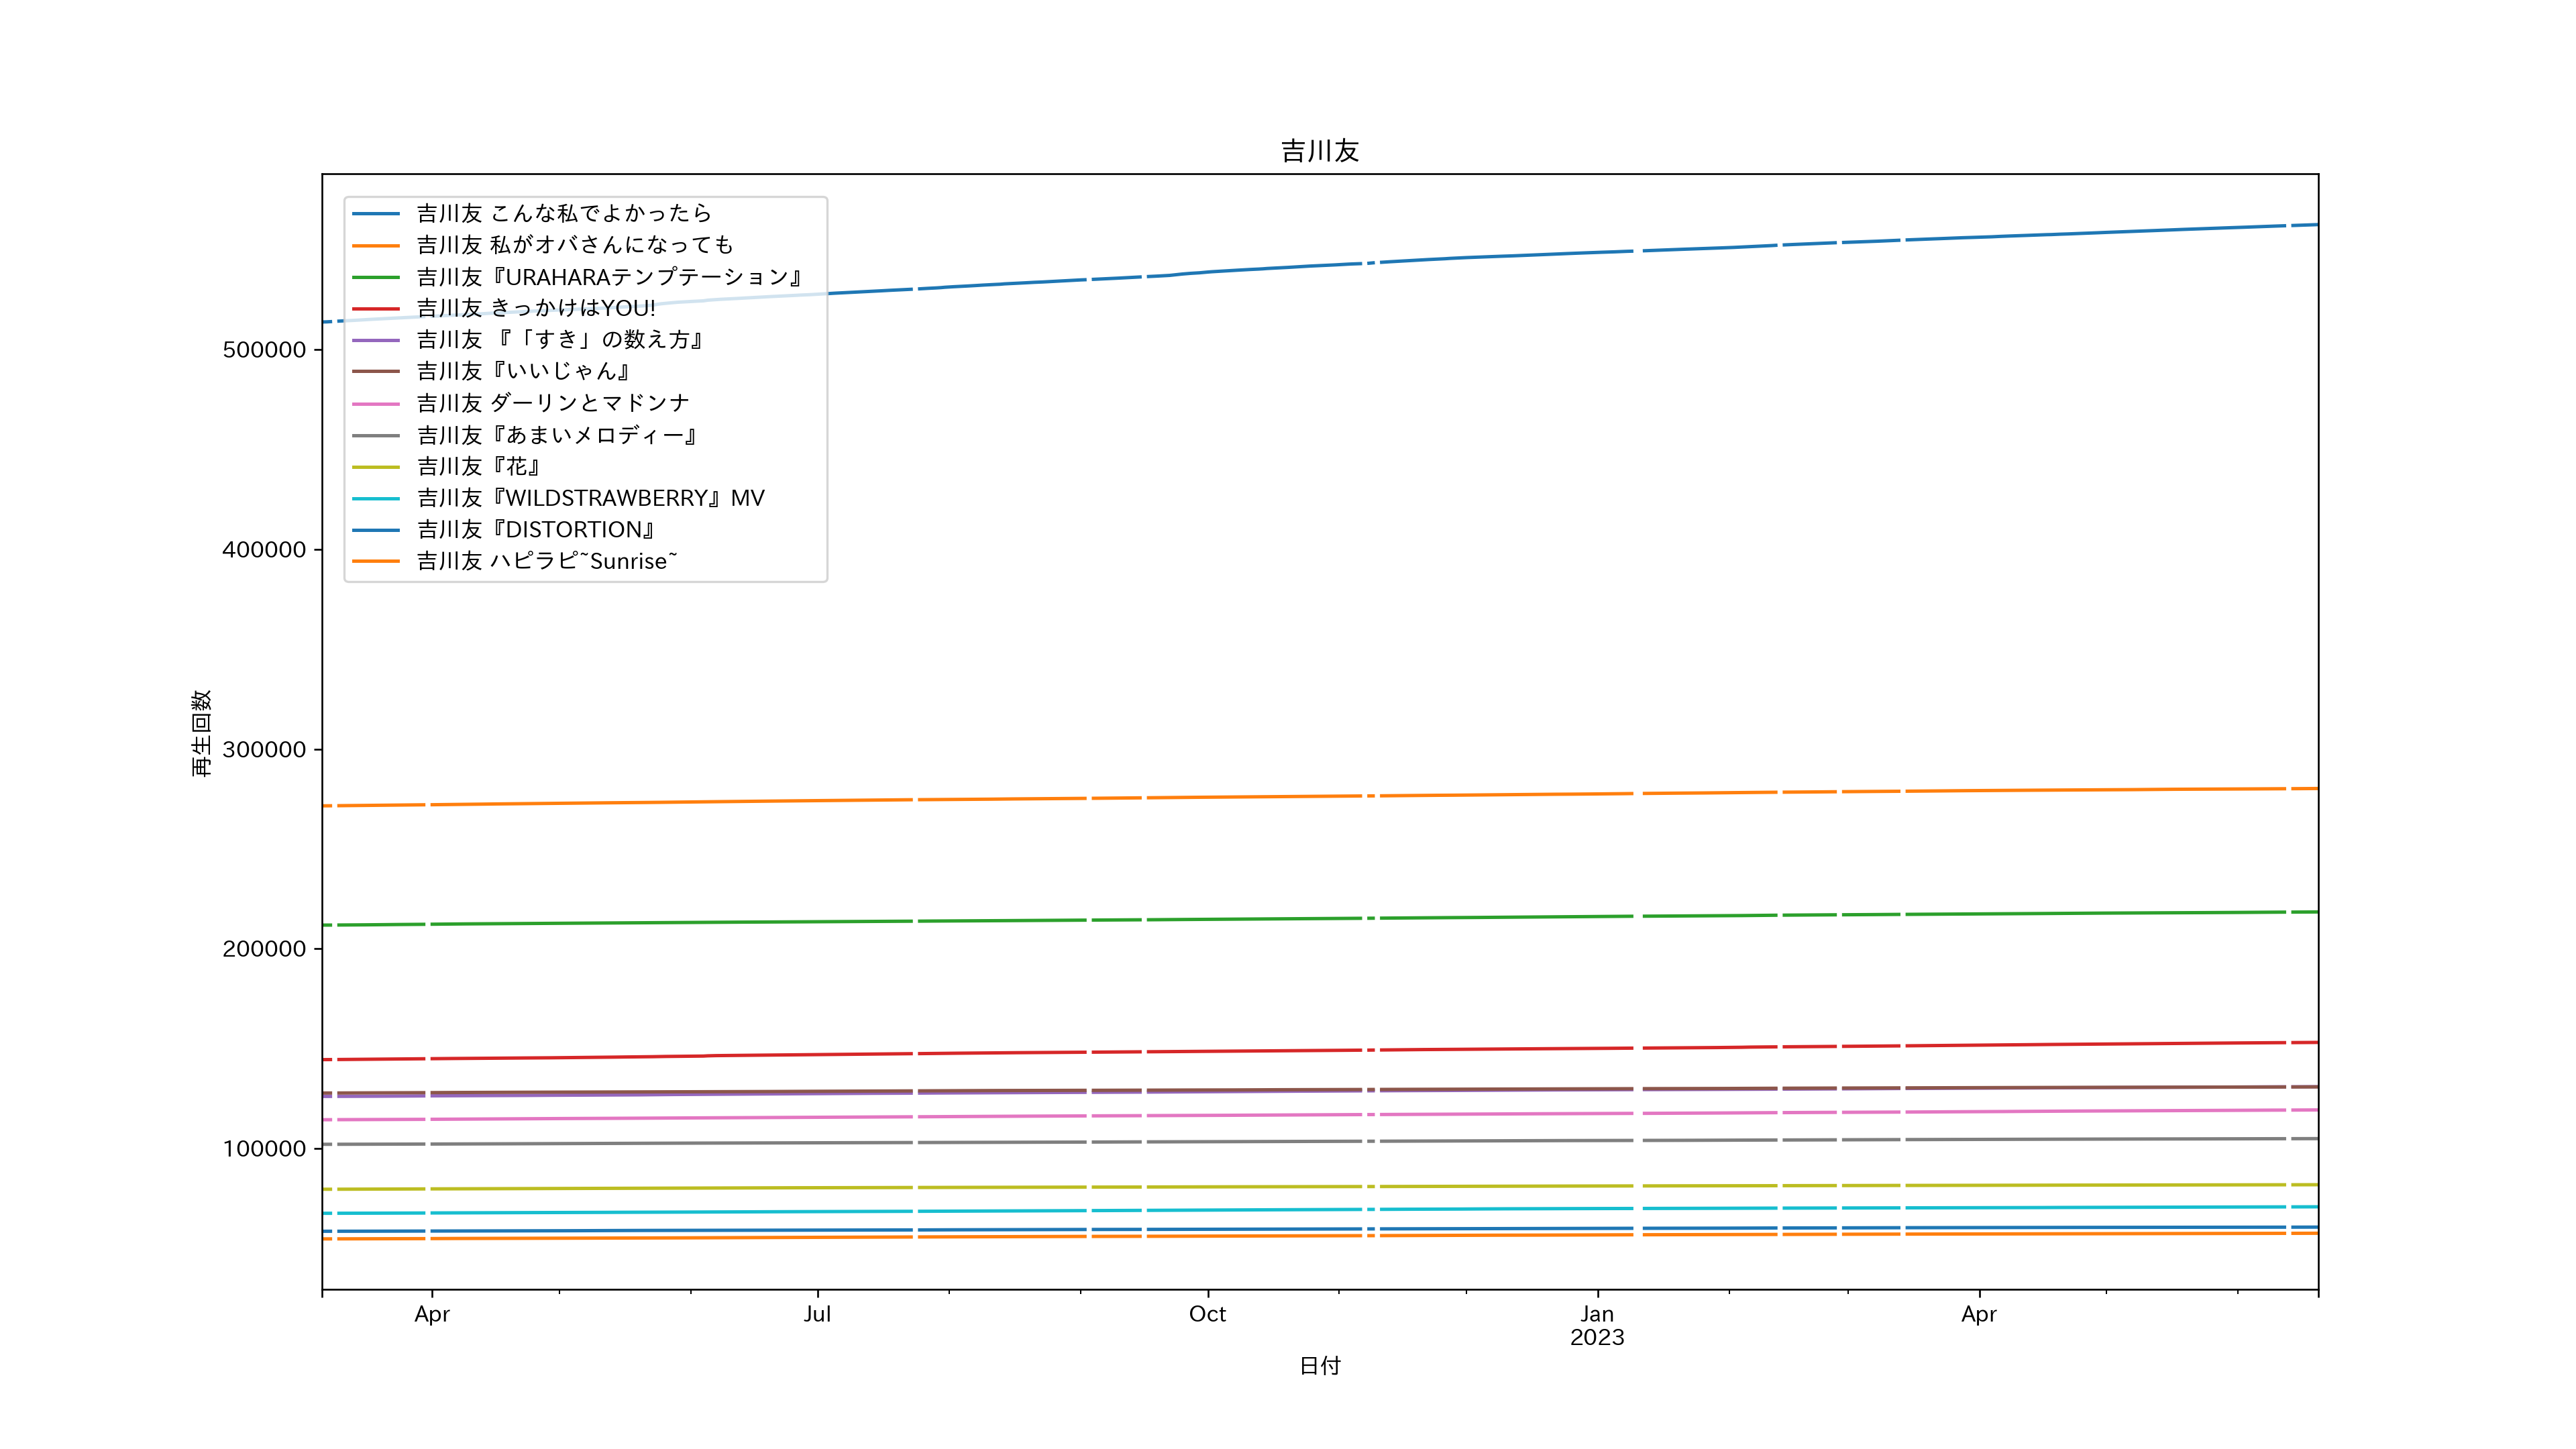 吉川友
吉川友 こんな私でよかったら
吉川友 私がオバさんになっても
吉川友『URAHARAテンプテーション』
吉川友 きっかけはYOU!
吉川友 『「すき」の数え方』
吉川友『いいじゃん』
吉川友 ダーリンとマドンナ
吉川友『あまいメロディー』
吉川友『花』
吉川友『WILDSTRAWBERRY』MV
吉川友『DISTORTION』
吉川友 ハピラピ~Sunrise~
再生回数
500000
400000
300000
200000
100000
Apr
Jul
Oct
Jan
2023
Apr
日付